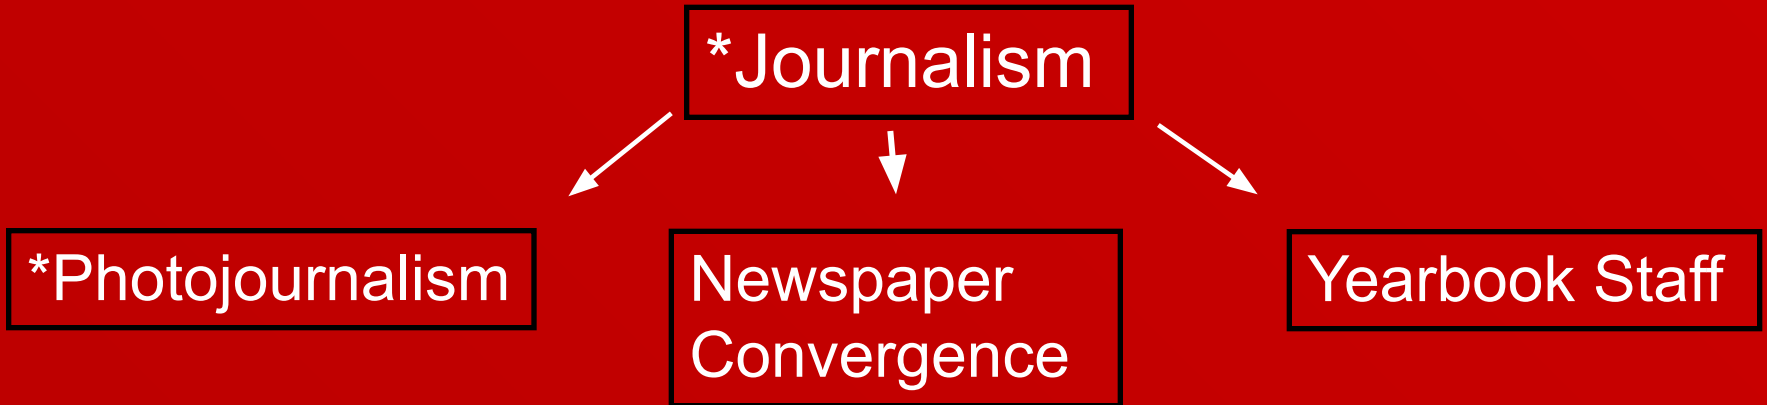 *Journalism
*Photojournalism
Newspaper
Convergence
Yearbook Staff